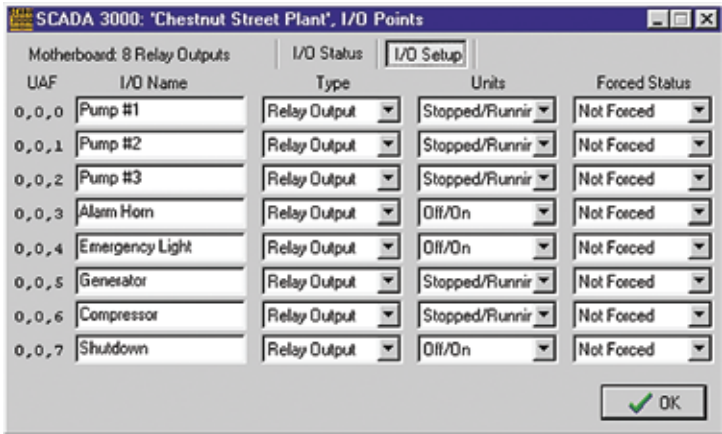 SCADA 3000: 'Chestnut Street Plant', I/O Points
Motherboard: 8 Relay Outputs I/O Status I/O Setup
UAF I/O Name Type Units Forced Status
0,0,0 Pump #1 Relay Output Stopped/Runnir Not Forced
0,0,1 Pump #2 Relay Output Stopped/Runnir Not Forced
0,0,2 Pump #3 Relay Output Stopped/Runnir Not Forced
0,0,3 Alarm Horn Relay Output Off/On Not Forced
0,0,4 Emergency Light Relay Output Off/On Not Forced
0,0,5 Generator Relay Output Stopped/Runnir Not Forced
0,0,6 Compressor Relay Output Stopped/Runnir Not Forced
0,0,7 Shutdown Relay Output Off/On Not Forced
OK